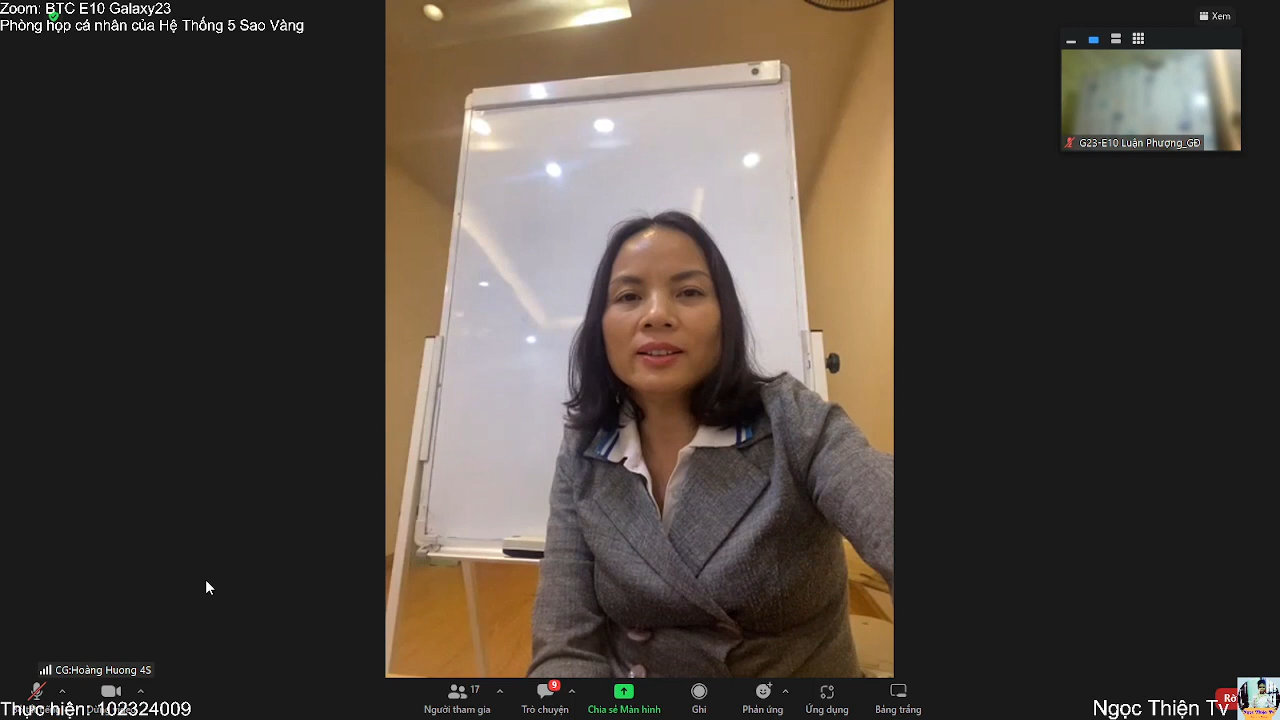 Zoom: BTC E10 Galaxy23
Phòng họp cá nhân của Hệ Thống 5 Sao Vàng
Xem
G23-E10 Luận Phượng_GĐ
CG:Hoàng Huong 4S
17
9
Người tham gia
Trò chuyện
Chia sẻ Màn hình
Ghi
Phản ứng
Ứng dụng
Bảng trắng
Rờ
Thực hiện: 102324009
Ngọc Thiện TV